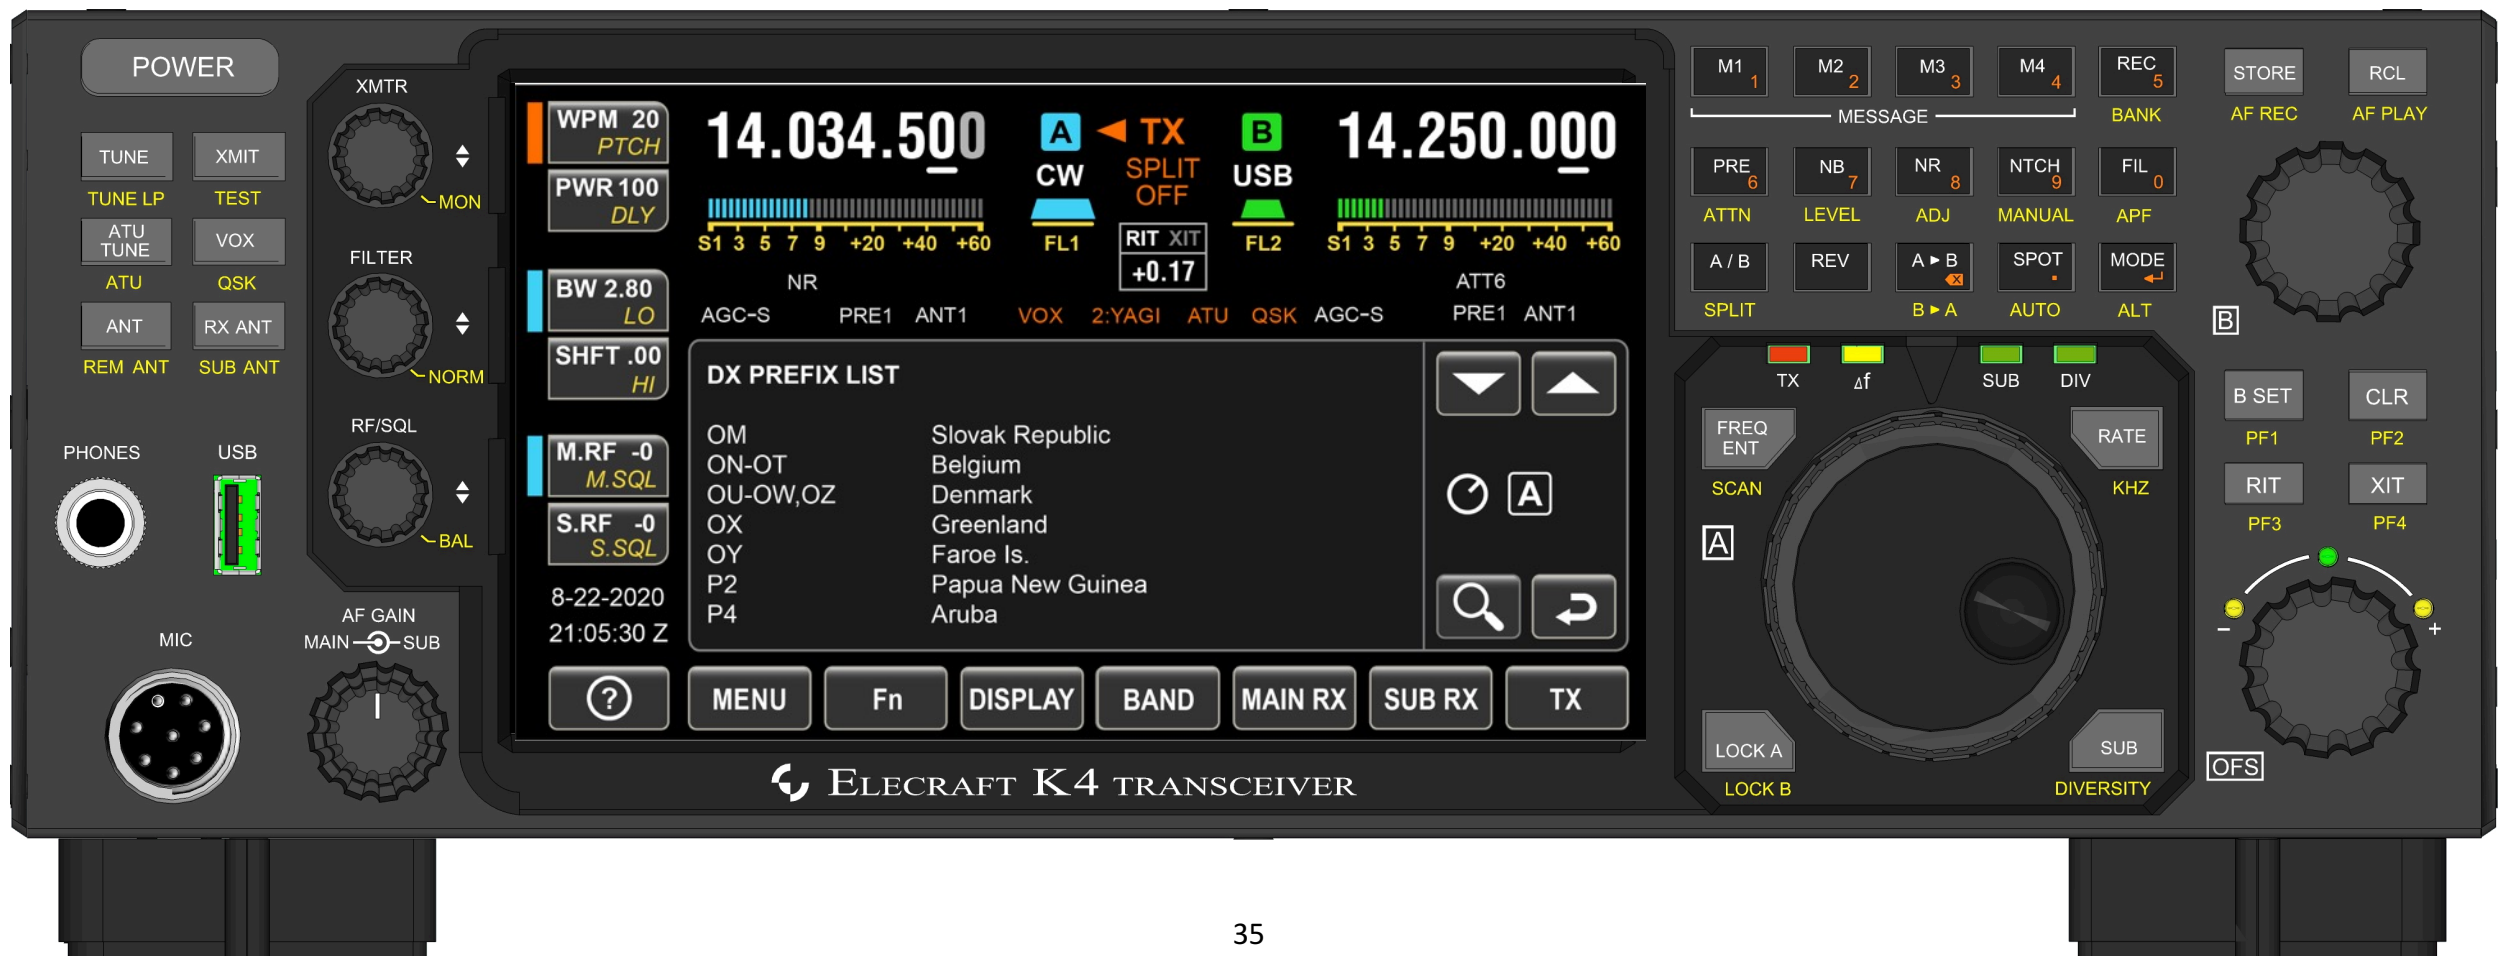 POWER
TUNE XMIT
TUNE LP TEST
ATU TUNE VOX
ATU QSK
ANT RX ANT
REM ANT SUB ANT
PHONES USB
MIC
XMTR
MON
FILTER
NORM
RF/SQL
BAL
AF GAIN
MAIN SUB
WPM 20
PTCH
PWR 100
DLY
BW 2.80
LO
SHFT .00
HI
M.RF -0
M.SQL
S.RF -0
S.SQL
8-22-2020
21:05:30 Z
14.034.500 A TX B 14.250.000
CW SPLIT OFF USB
S1 3 5 7 9 +20 +40 +60 FL1 RIT XIT FL2 S1 3 5 7 9 +20 +40 +60
+0.17
NR ATT6
AGC-S PRE1 ANT1 VOX 2:YAGI ATU QSK AGC-S PRE1 ANT1
DX PREFIX LIST
OM Slovak Republic
ON-OT Belgium
OU-OW,OZ Denmark
OX Greenland
OY Faroe Is.
P2 Papua New Guinea
P4 Aruba
A
? MENU Fn DISPLAY BAND MAIN RX SUB RX TX
ELECRAFT K4 TRANSCEIVER
M1 1 M2 2 M3 3 M4 4 REC 5
MESSAGE BANK
PRE 6 NB 7 NR 8 NTCH 9 FIL 0
ATTN LEVEL ADJ MANUAL APF
A / B REV A ► B SPOT . MODE
SPLIT B ► A AUTO ALT
TX Δf SUB DIV
FREQ ENT RATE
SCAN KHZ
A
LOCK A SUB
LOCK B DIVERSITY
STORE RCL
AF REC AF PLAY
B
B SET CLR
PF1 PF2
RIT XIT
PF3 PF4
− +
OFS
35